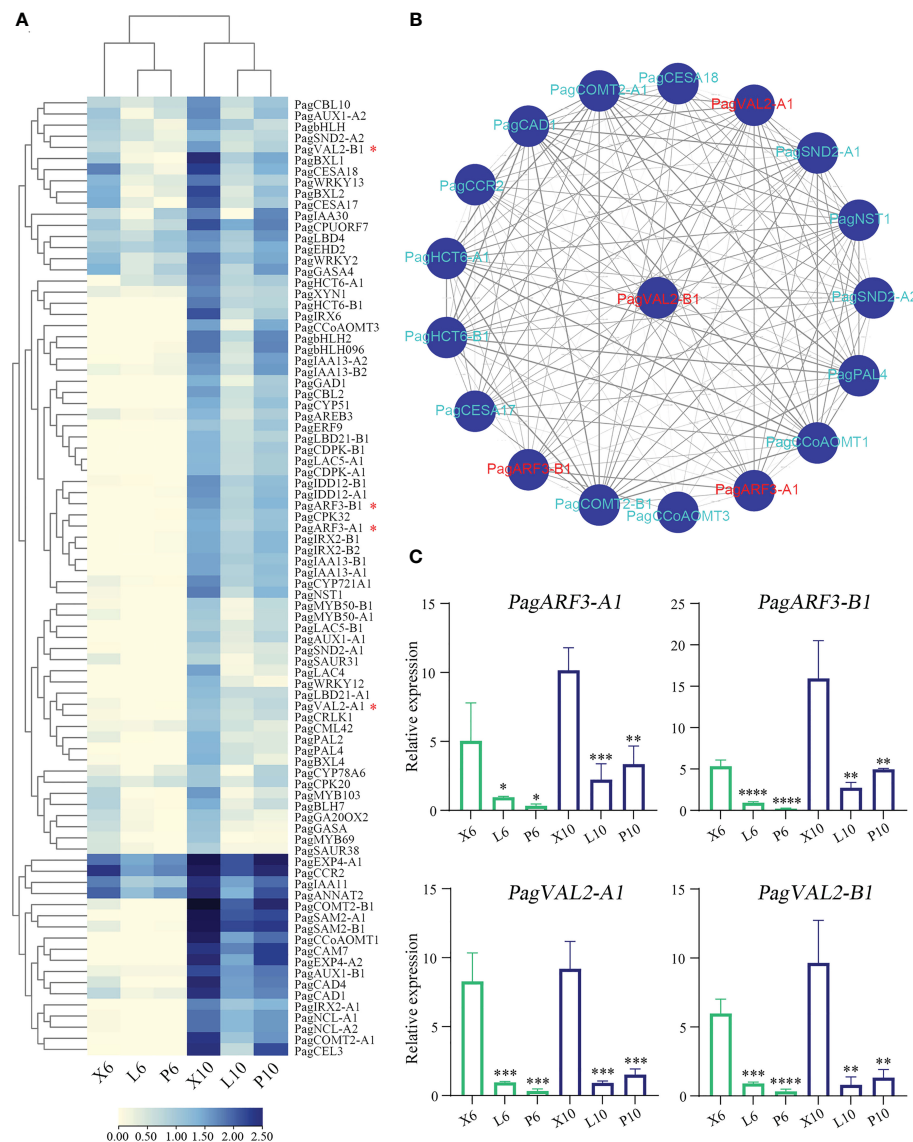 A
PagCBL10
PagAUX1-A2
PagbHLH
PagSND2-A2
PagVAL2-B1 *
PagBXL1
PagCESA18
PagWRKY13
PagBXL2
PagCESA17
PagIAA30
PagCPUORF7
PagLBD4
PagEHD2
PagWRKY2
PagGASA4
PagHCT6-A1
PagXYN1
PagHCT6-B1
PagIRX6
PagCCoAOMT3
PagbHLH2
PagbHLH096
PagIAA13-A2
PagIAA13-B2
PagGAD1
PagCBL2
PagCYP51
PagAREB3
PagERF9
PagLBD21-B1
PagCDPK-B1
PagLAC5-A1
PagCDPK-A1
PagIDD12-B1
PagIDD12-A1
PagARF3-B1 *
PagCPK32
PagARF3-A1 *
PagIRX2-B1
PagIRX2-B2
PagIAA13-B1
PagIAA13-A1
PagCYP721A1
PagNST1
PagMYB50-B1
PagMYB50-A1
PagLAC5-B1
PagAUX1-A1
PagSND2-A1
PagSAUR31
PagLAC4
PagWRKY12
PagLBD21-A1
PagVAL2-A1 *
PagCRLK1
PagCML42
PagPAL2
PagPAL4
PagBXL4
PagCYP78A6
PagCPK20
PagMYB103
PagBLH7
PagGA20OX2
PagGASA
PagMYB69
PagSAUR38
PagEXP4-A1
PagCCR2
PagIAA11
PagANNAT2
PagCOMT2-B1
PagSAM2-A1
PagSAM2-B1
PagCCoAOMT1
PagCAM7
PagEXP4-A2
PagAUX1-B1
PagCAD4
PagCAD1
PagIRX2-A1
PagNCL-A1
PagNCL-A2
PagCOMT2-A1
PagCEL3
X6 L6 P6 X10 L10 P10
0.00 0.50 1.00 1.50 2.00 2.50
B
PagCESA18
PagCOMT2-A1
PagVAL2-A1
PagCAD1
PagSND2-A1
PagCCR2
PagNST1
PagHCT6-A1
PagVAL2-B1
PagSND2-A2
PagHCT6-B1
PagPAL4
PagCESA17
PagCCoAOMT1
PagARF3-B1
PagARF3-A1
PagCOMT2-B1
PagCCoAOMT3
C
PagARF3-A1
Relative expression
15
10
5
0
* * *** **
X6 L6 P6 X10 L10 P10
PagARF3-B1
25
20
15
10
5
0
**** **** ** **
X6 L6 P6 X10 L10 P10
PagVAL2-A1
Relative expression
15
10
5
0
*** *** *** ***
X6 L6 P6 X10 L10 P10
PagVAL2-B1
15
10
5
0
*** **** ** **
X6 L6 P6 X10 L10 P10